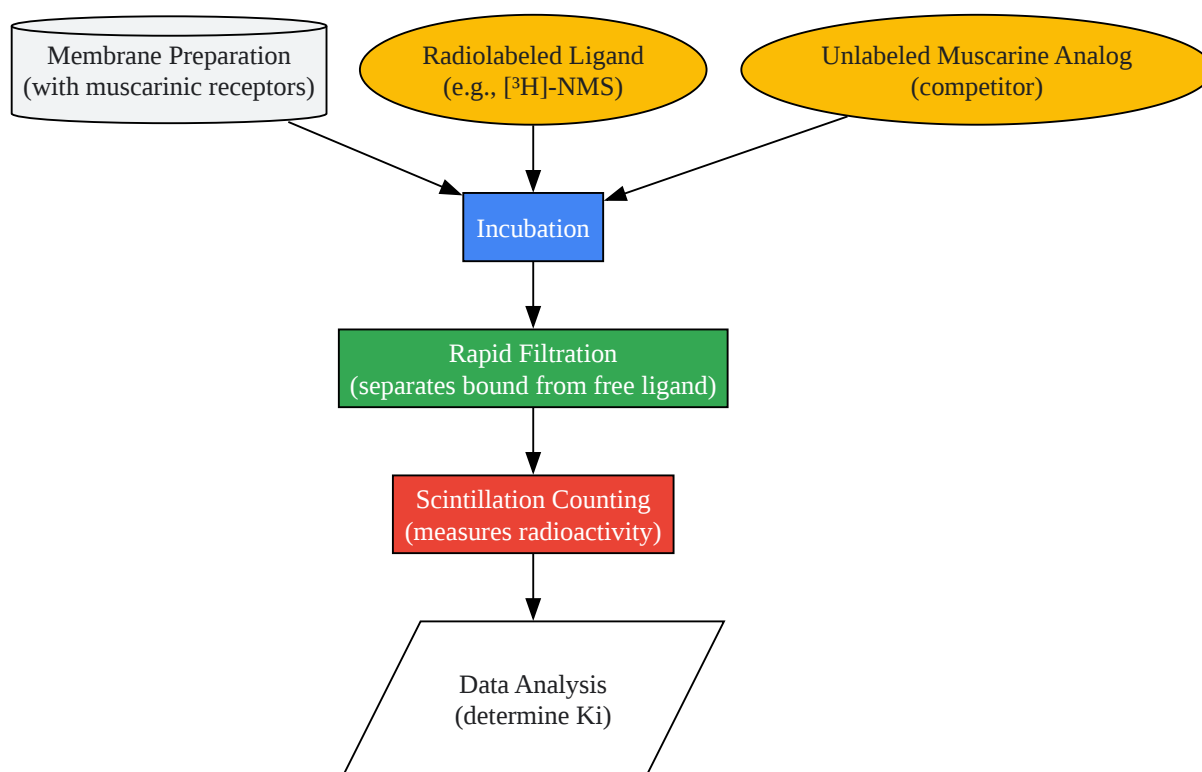 Membrane Preparation
(with muscarinic receptors)
Radiolabeled Ligand
(e.g., [³H]-NMS)
Unlabeled Muscarine Analog
(competitor)
Incubation
Rapid Filtration
(separates bound from free ligand)
Scintillation Counting
(measures radioactivity)
Data Analysis
(determine Ki)